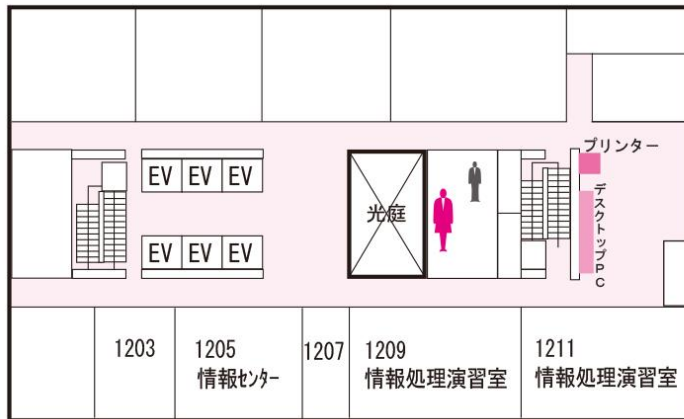 プリンター
EV EV EV
光庭
デスクトップPC
EV EV EV
1203
1205
情報センター
1207
1209
情報処理演習室
1211
情報処理演習室